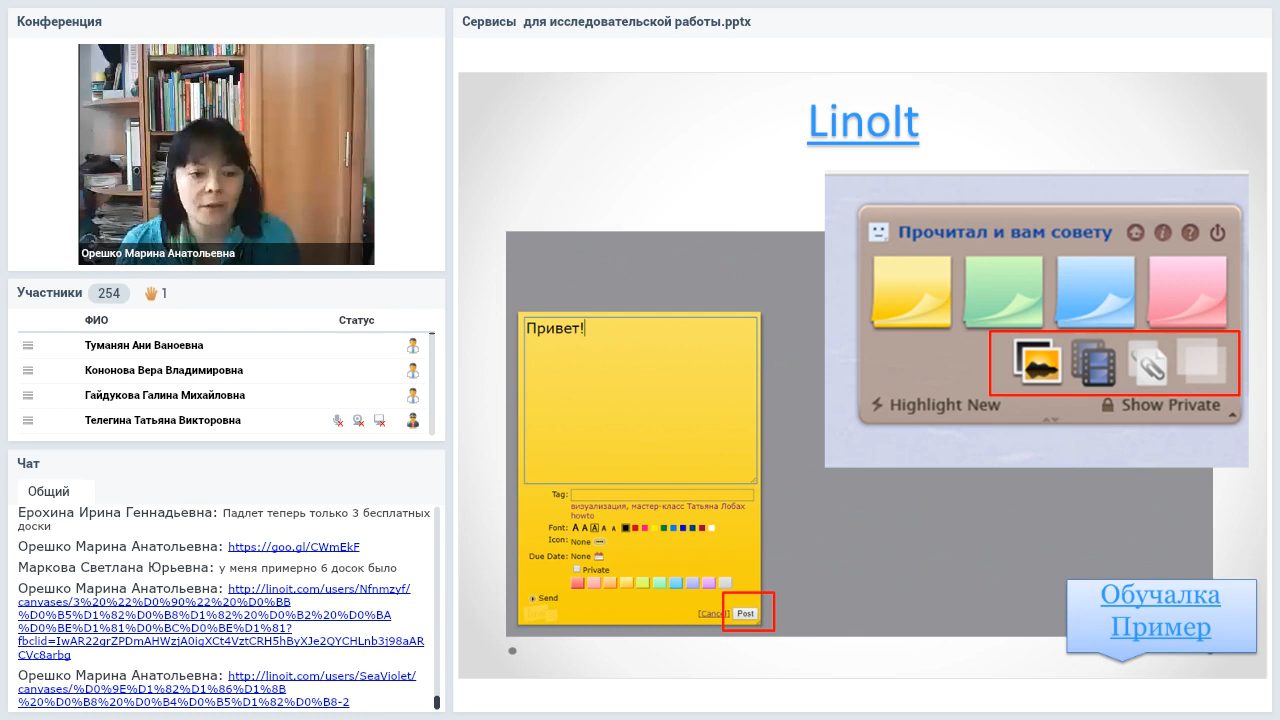 Конференция
Орешко Марина Анатольевна
Участники 254 1
ФИО Статус
Туманян Ани Ваноевна
Кононова Вера Владимировна
Гайдукова Галина Михайловна
Телегина Татьяна Викторовна
Чат
Общий
Ерохина Ирина Геннадьевна: Падлет теперь только 3 бесплатных
доски
Орешко Марина Анатольевна: https://goo.gl/CWmEkF
Маркова Светлана Юрьевна: у меня примерно 6 досок было
Орешко Марина Анатольевна: http://linoit.com/users/Nfnmzyf/
canvases/3%20%22%D0%90%22%20%D0%BB
%D0%B5%D1%82%D0%B8%D1%82%20%D0%B2%20%D0%BA
%D0%BE%D1%81%D0%BC%D0%BE%D1%81?
fbclid=IwAR22grZPDmAHWzjA0iqXCt4VztCRH5hByXJe2QYCHLnb3j98aAR
CVc8arbg
Орешко Марина Анатольевна: http://linoit.com/users/SeaViolet/
canvases/%D0%9E%D1%82%D1%86%D1%8B
%20%D0%B8%20%D0%B4%D0%B5%D1%82%D0%B8-2
Сервисы для исследовательской работы.pptx
LinoIt
Прочитал и вам совету
Highlight New Show Private
Привет!
Tag:
визуализация, мастер-класс Татьяна Лобах
howto
Font: A A A A A
Icon: None
Due Date: None
Private
Send
[Cancel] Post
Обучалка
Пример